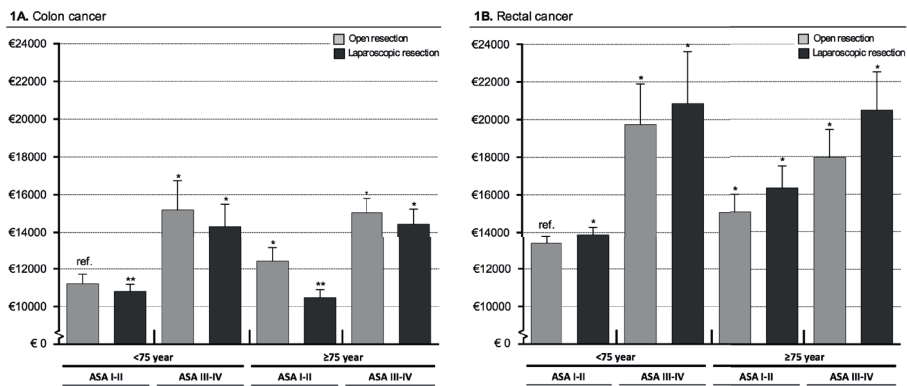 1A. Colon cancer
Open resection
Laparoscopic resection
€24000
€22000
€20000
€18000
€16000
€14000
€12000
€10000
€ 0
ref.
**
*
*
*
**
*
*
<75 year
≥75 year
ASA I-II
ASA III-IV
ASA I-II
ASA III-IV
1B. Rectal cancer
Open resection
Laparoscopic resection
€24000
€22000
€20000
€18000
€16000
€14000
€12000
€10000
€ 0
ref.
*
*
*
*
*
*
*
<75 year
≥75 year
ASA I-II
ASA III-IV
ASA I-II
ASA III-IV